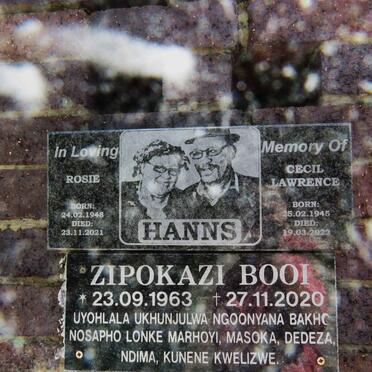 In Loving Memory Of
ROSIE
BORN:
24.02.1948
DIED:
23.11.2021
CECIL
LAWRENCE
BORN:
25.02.1945
DIED:
19.03.2022
HANNS
ZIPOKAZI BOOI
* 23.09.1963 † 27.11.2020
UYOHLALA UKHUNJULWA NGOONYANA BAKHO
NOSAPHO LONKE MARHOYI, MASOKA, DEDEZA,
NDIMA, KUNENE KWELIZWE.